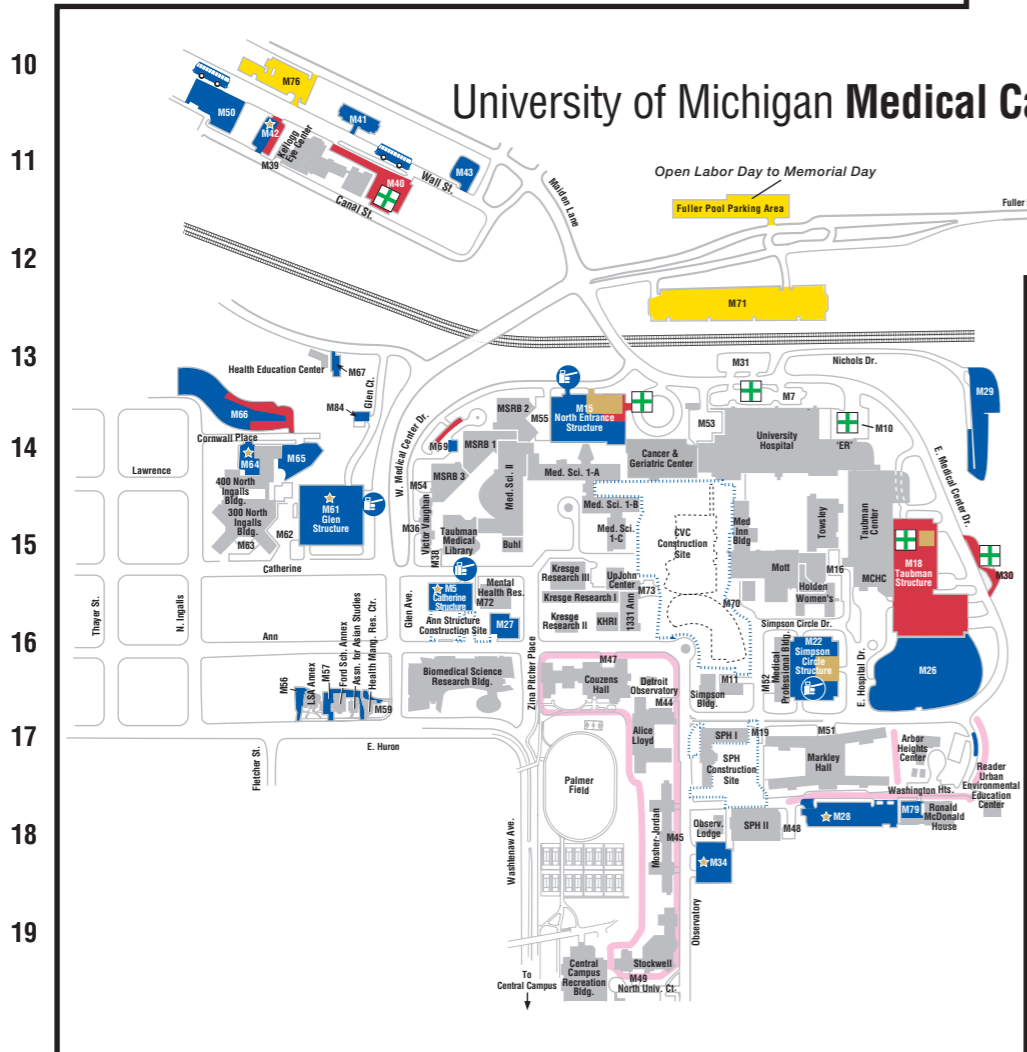 10
11
12
13
14
15
16
17
18
19
University of Michigan Medical Ca
M76
M50
M41
M42
Kellogg
Eye Center
M39
M40
M43
Wall St.
Canal St.
Maiden Lane
Open Labor Day to Memorial Day
Fuller Pool Parking Area
Fuller
M71
Health Education Center
M67
M84
Glen Ct.
M66
Cornwall Place
M64
M65
Lawrence
400 North
Ingalls
Bldg.
300 North
Ingalls
Bldg.
M63
M62
M61
Glen
Structure
Catherine
W. Medical Center Dr.
M69
MSRB 2
MSRB 1
MSRB 3
M54
M55
M15
North Entrance
Structure
M31
M7
M53
Nichols Dr.
M29
M10
'ER'
University
Hospital
Cancer &
Geriatric Center
E. Medical Center Dr.
Med. Sci. II
Med. Sci. 1-A
Med. Sci. 1-B
Med. Sci.
1-C
M36
Victor Vaughan
M38
Taubman
Medical
Library
Buhl
CVC
Construction
Site
Med
Inn
Bldg
Towsley
Taubman
Center
Mott
M16
Holden
Women's
MCHC
M18
Taubman
Structure
M30
M5
Catherine
Structure
Mental
Health Res.
M72
Ann Structure
Construction Site
M27
Kresge
Research III
UpJohn
Center
Kresge Research I
Kresge
Research II
KHRI
1331 Ann
M73
M70
Simpson Circle Dr.
Thayer St.
N. Ingalls
Ann
Glen Ave.
Zina Pitcher Place
M56
LSA Annex
M57
Ford Sch. Annex
Assn. for Asian Studies
Health Mang. Res. Ctr.
M59
Biomedical Science
Research Bldg.
M47
Couzens
Hall
Detroit
Observatory
M44
Alice
Lloyd
M11
Simpson
Bldg.
M52
Medical
Professional Bldg.
M22
Simpson
Circle
Structure
E. Hospital Dr.
M26
Fletcher St.
E. Huron
Palmer
Field
SPH I
M19
SPH
Construction
Site
M51
Markley
Hall
Arbor
Heights
Center
Washington Hts.
Reader
Urban
Environmental
Education
Center
Washtenaw Ave.
Mosher-Jordan
M45
Observ.
Lodge
SPH II
M48
M28
M79
Ronald
McDonald
House
M34
Observatory
Stockwell
Central
Campus
Recreation
Bldg.
M49
North Univ. Ct.
To
Central Campus